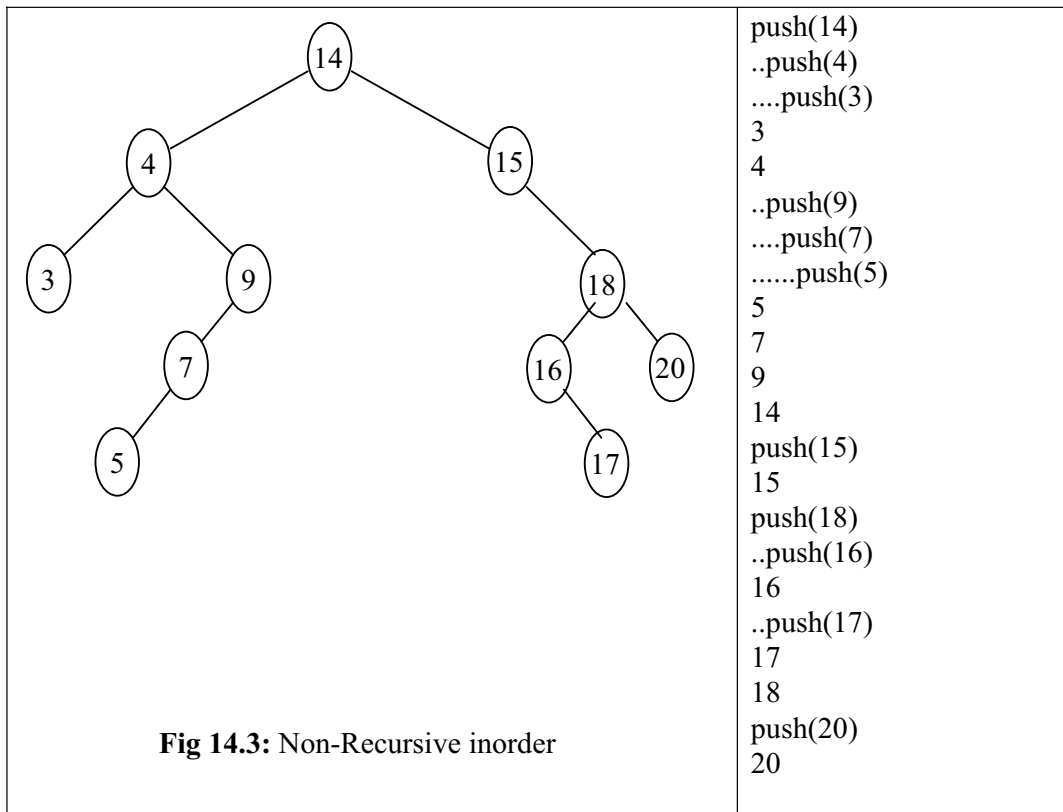 14
4
15
3
9
18
7
16
20
5
17
Fig 14.3: Non-Recursive inorder
push(14)
..push(4)
....push(3)
3
4
..push(9)
....push(7)
......push(5)
5
7
9
14
push(15)
15
push(18)
..push(16)
16
..push(17)
17
18
push(20)
20